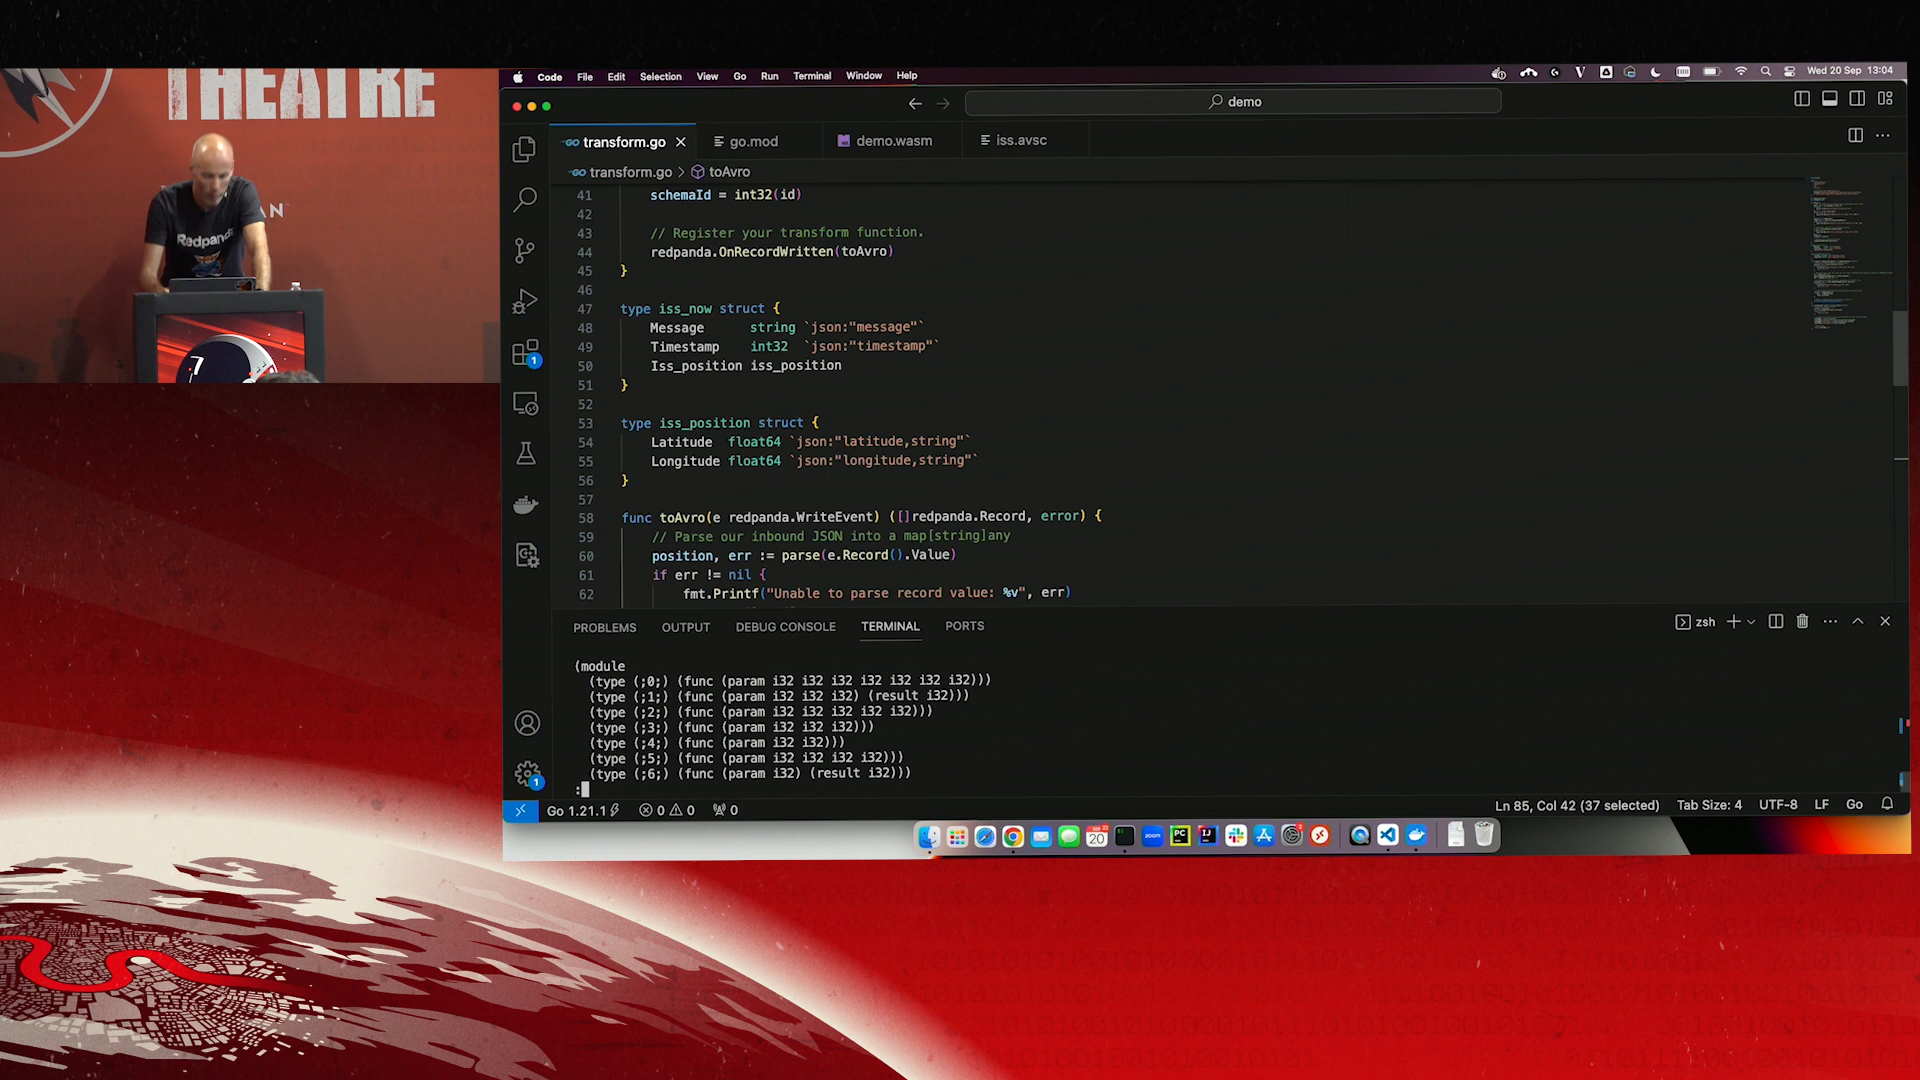 THEATRE
Redpanda
Code File Edit Selection View Go Run Terminal Window Help
Wed 20 Sep 13:04
demo
transform.go
go.mod
demo.wasm
iss.avsc
transform.go > toAvro
41 schemaId = int32(id)
42
43 // Register your transform function.
44 redpanda.OnRecordWritten(toAvro)
45 }
46
47 type iss_now struct {
48 Message string `json:"message"`
49 Timestamp int32 `json:"timestamp"`
50 Iss_position iss_position
51 }
52
53 type iss_position struct {
54 Latitude float64 `json:"latitude,string"`
55 Longitude float64 `json:"longitude,string"`
56 }
57
58 func toAvro(e redpanda.WriteEvent) ([]redpanda.Record, error) {
59 // Parse our inbound JSON into a map[string]any
60 position, err := parse(e.Record().Value)
61 if err != nil {
62 fmt.Printf("Unable to parse record value: %v", err)
PROBLEMS OUTPUT DEBUG CONSOLE TERMINAL PORTS
zsh
(module
(type (;0;) (func (param i32 i32 i32 i32 i32 i32 i32)))
(type (;1;) (func (param i32 i32 i32) (result i32)))
(type (;2;) (func (param i32 i32 i32 i32 i32)))
(type (;3;) (func (param i32 i32 i32)))
(type (;4;) (func (param i32 i32)))
(type (;5;) (func (param i32 i32 i32 i32)))
(type (;6;) (func (param i32) (result i32)))
:
Go 1.21.1
0 0 0
Ln 85, Col 42 (37 selected) Tab Size: 4 UTF-8 LF Go